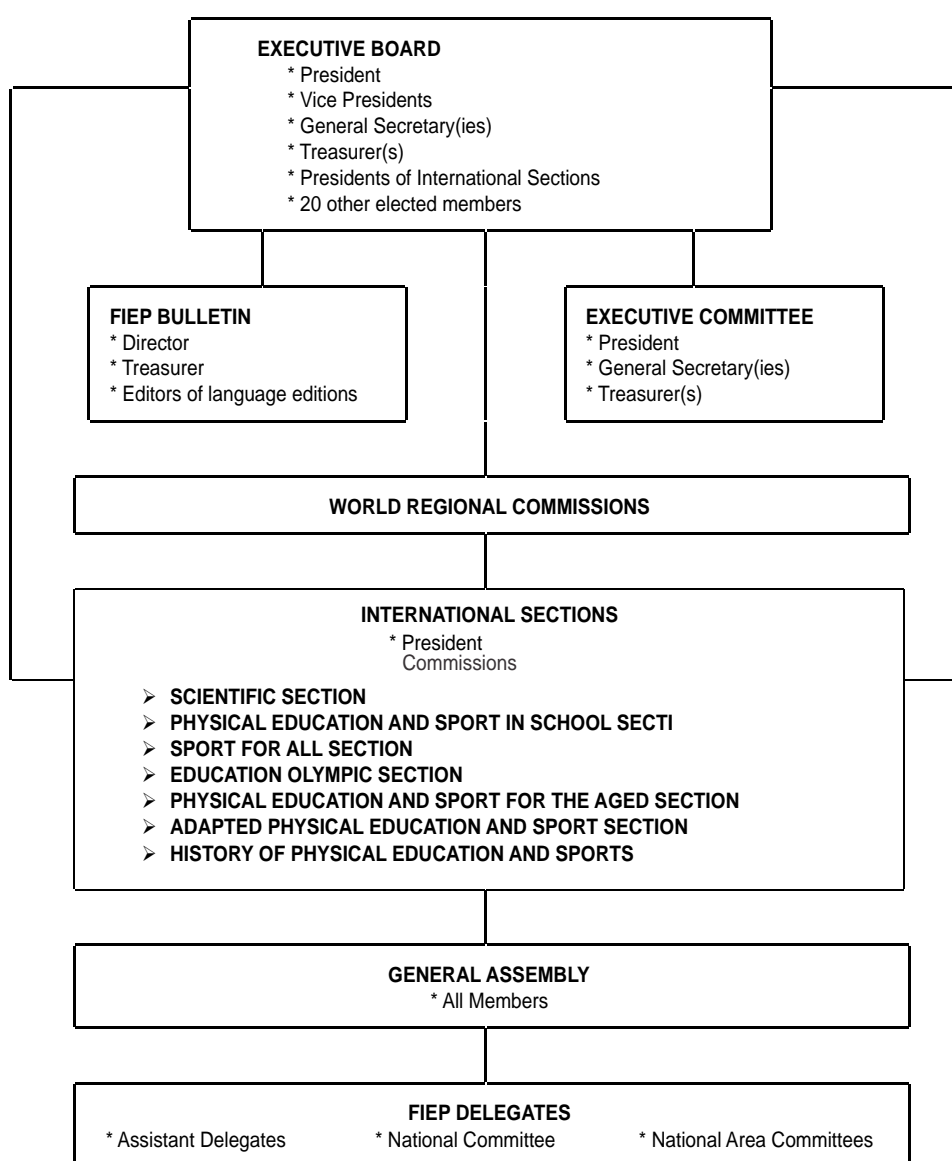 EXECUTIVE BOARD
* President
* Vice Presidents
* General Secretary(ies)
* Treasurer(s)
* Presidents of International Sections
* 20 other elected members
FIEP BULLETIN
* Director
* Treasurer
* Editors of language editions
EXECUTIVE COMMITTEE
* President
* General Secretary(ies)
* Treasurer(s)
WORLD REGIONAL COMMISSIONS
INTERNATIONAL SECTIONS
* President
Commissions
➢ SCIENTIFIC SECTION
➢ PHYSICAL EDUCATION AND SPORT IN SCHOOL SECTI
➢ SPORT FOR ALL SECTION
➢ EDUCATION OLYMPIC SECTION
➢ PHYSICAL EDUCATION AND SPORT FOR THE AGED SECTION
➢ ADAPTED PHYSICAL EDUCATION AND SPORT SECTION
➢ HISTORY OF PHYSICAL EDUCATION AND SPORTS
GENERAL ASSEMBLY
* All Members
FIEP DELEGATES
* Assistant Delegates * National Committee * National Area Committees